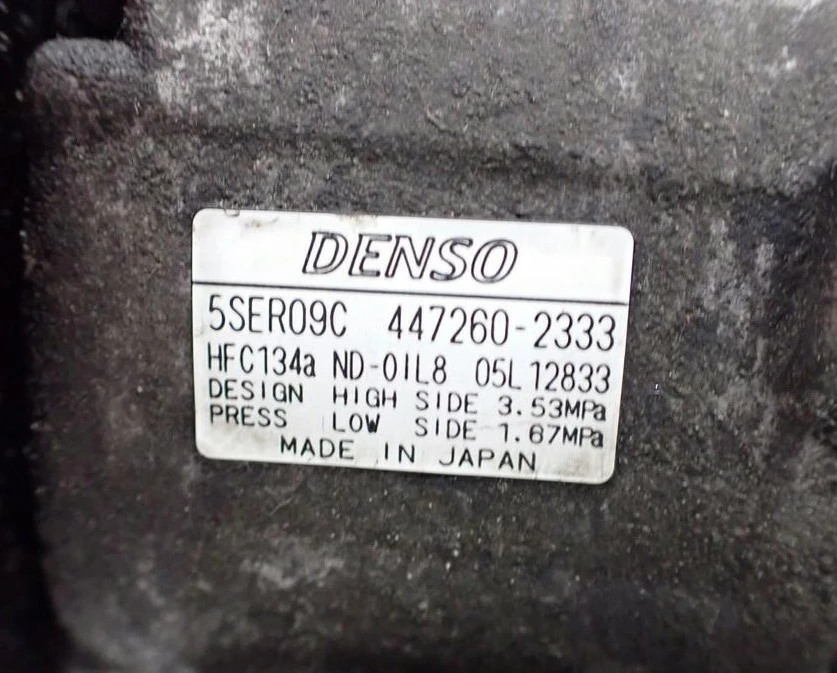 DENSO
5SER09C 447260-2333
HFC134a ND-OIL8 05L12833
DESIGN HIGH SIDE 3.53MPa
PRESS LOW SIDE 1.67MPa
MADE IN JAPAN